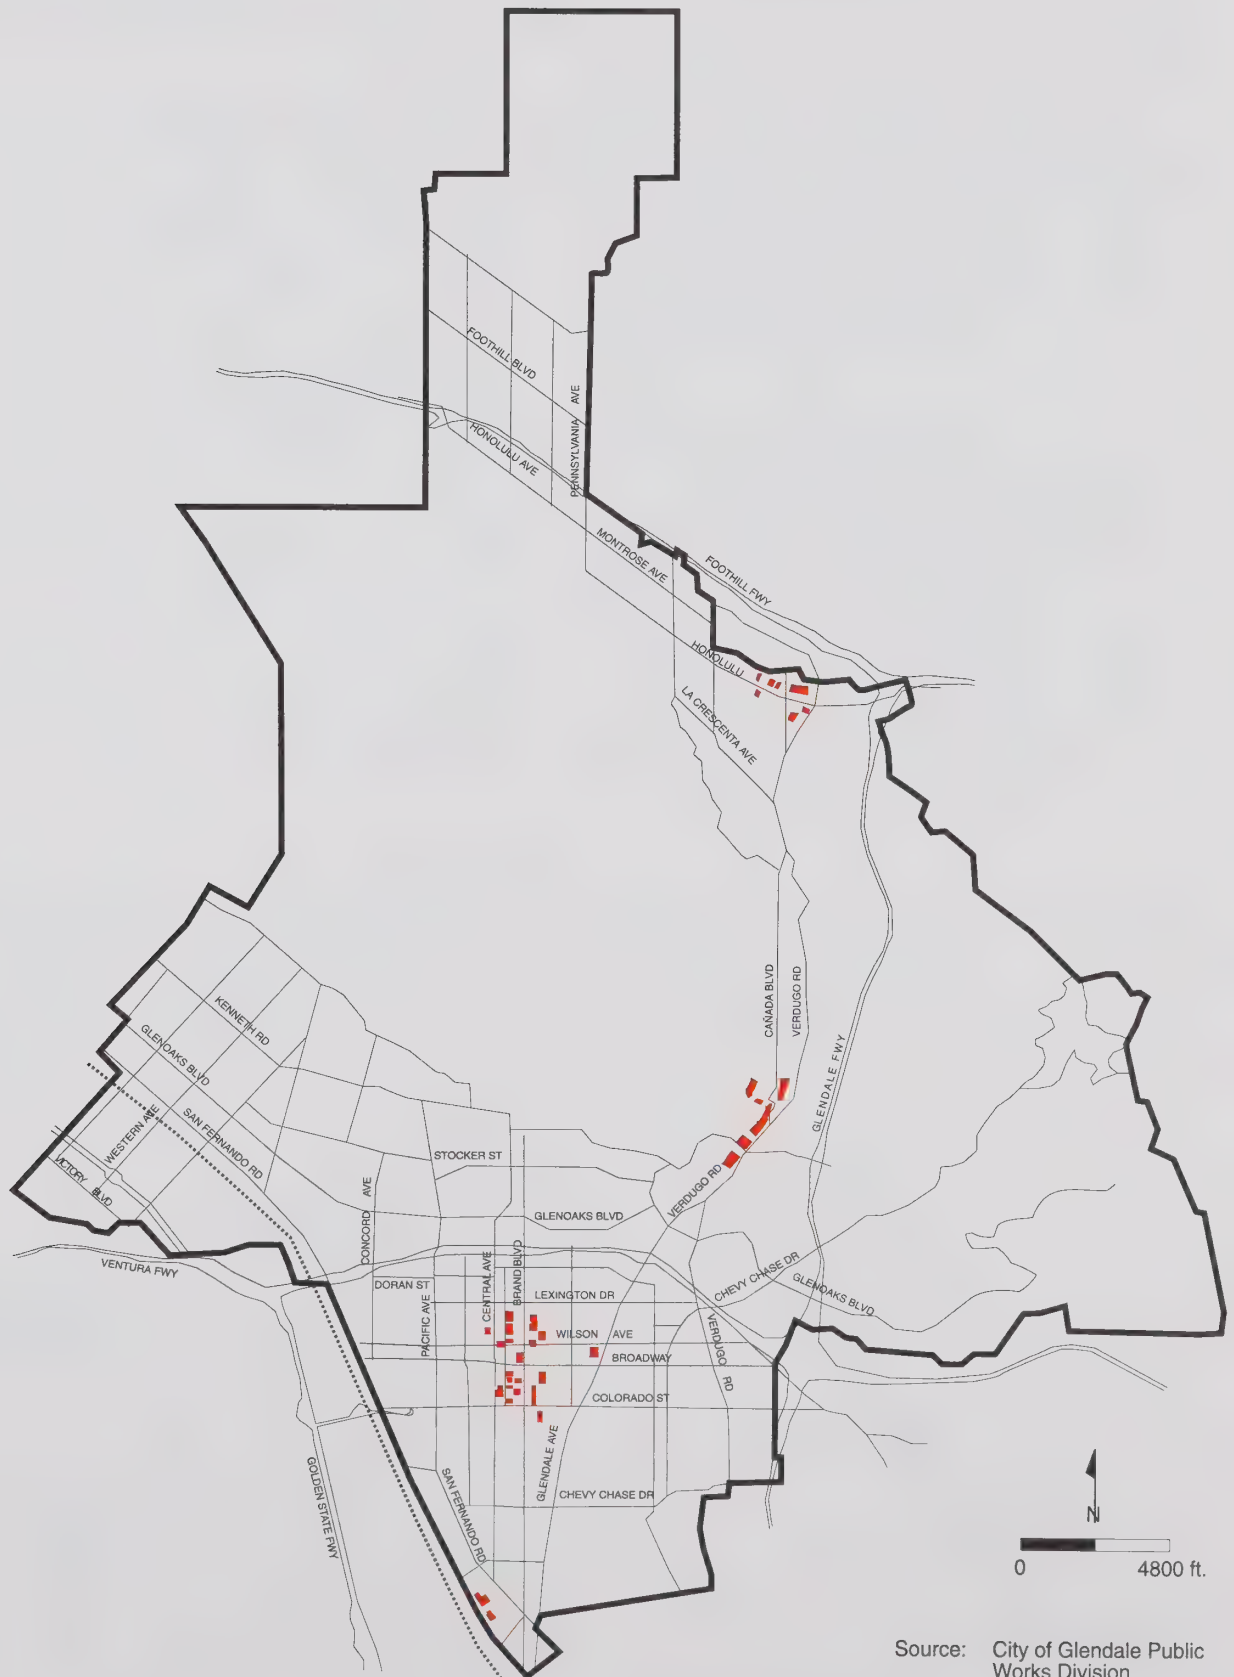 FOOTHILL BLVD
PENNSYLVANIA AVE
HONOLULU AVE
MONTROSE AVE
FOOTHILL FWY
HONOLULU
LA CRESCENTA AVE
CAÑADA BLVD
VERDUGO RD
GLENDALE FWY
KENNETH RD
GLENOAKS BLVD
WESTERN AVE
SAN FERNANDO RD
VICTORY BLVD
STOCKER ST
VERDUGO RD
CONCORD AVE
GLENOAKS BLVD
VENTURA FWY
CENTRAL AVE
BRAND BLVD
DORAN ST
CHEVY CHASE DR
GLENOAKS BLVD
LEXINGTON DR
PACIFIC AVE
WILSON AVE
VERDUGO RD
BROADWAY
COLORADO ST
GLENDALE AVE
GOLDEN STATE FWY
SAN FERNANDO RD
CHEVY CHASE DR
N
0 4800 ft.
Source: City of Glendale Public
Works Division